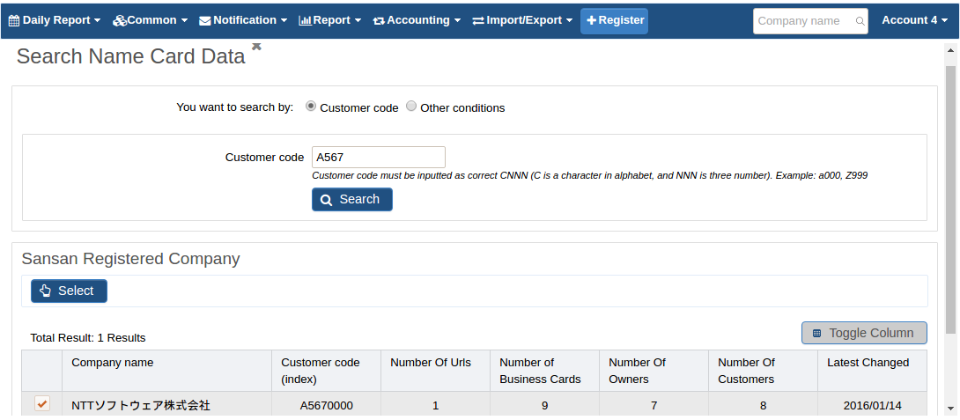 Daily Report Common Notification Report Accounting Import/Export Register Company name Account 4
Search Name Card Data
You want to search by: Customer code Other conditions
Customer code A567
Customer code must be inputted as correct CNNN (C is a character in alphabet, and NNN is three number). Example: a000, Z999
Search
Sansan Registered Company
Select
Total Result: 1 Results Toggle Column
Company name Customer code Number Of Urls Number of Number Of Number Of Latest Changed
(index) Business Cards Owners Customers
NTTソフトウェア株式会社 A5670000 1 9 7 8 2016/01/14